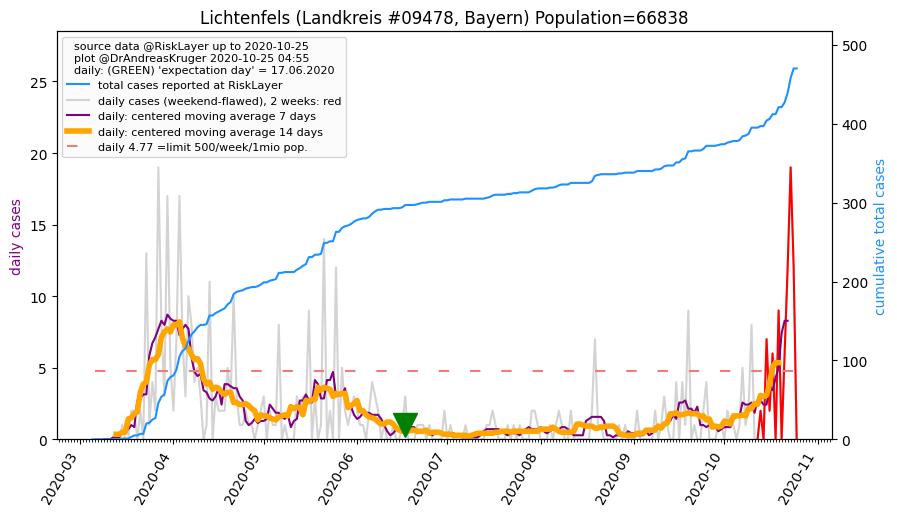 Lichtenfels (Landkreis #09478, Bayern) Population=66838
source data @RiskLayer up to 2020-10-25
plot @DrAndreasKruger 2020-10-25 04:55
daily: (GREEN) 'expectation day' = 17.06.2020
total cases reported at RiskLayer
daily cases (weekend-flawed), 2 weeks: red
daily: centered moving average 7 days
daily: centered moving average 14 days
daily 4.77 =limit 500/week/1mio pop.
daily cases
25
20
15
10
5
0
cumulative total cases
500
400
300
200
100
0
2020-03
2020-04
2020-05
2020-06
2020-07
2020-08
2020-09
2020-10
2020-11